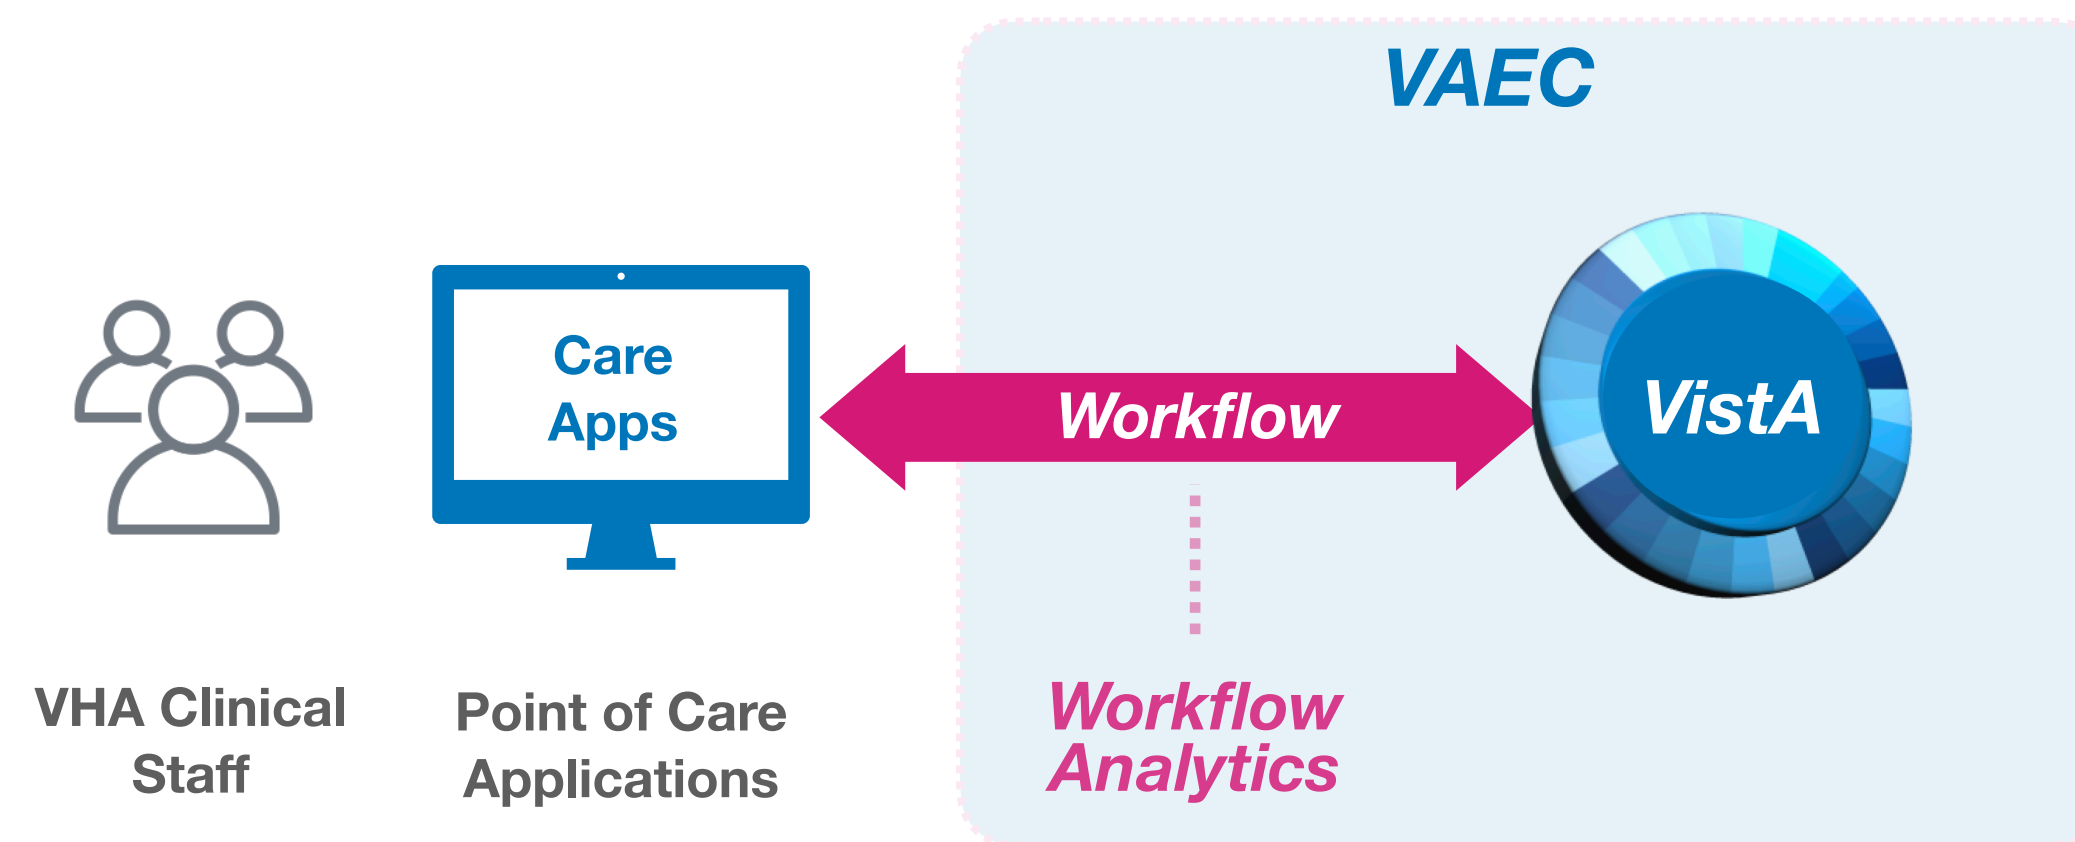 VAEC
Care
Apps
Workflow
VistA
VHA Clinical
Staff
Point of Care
Applications
Workflow
Analytics